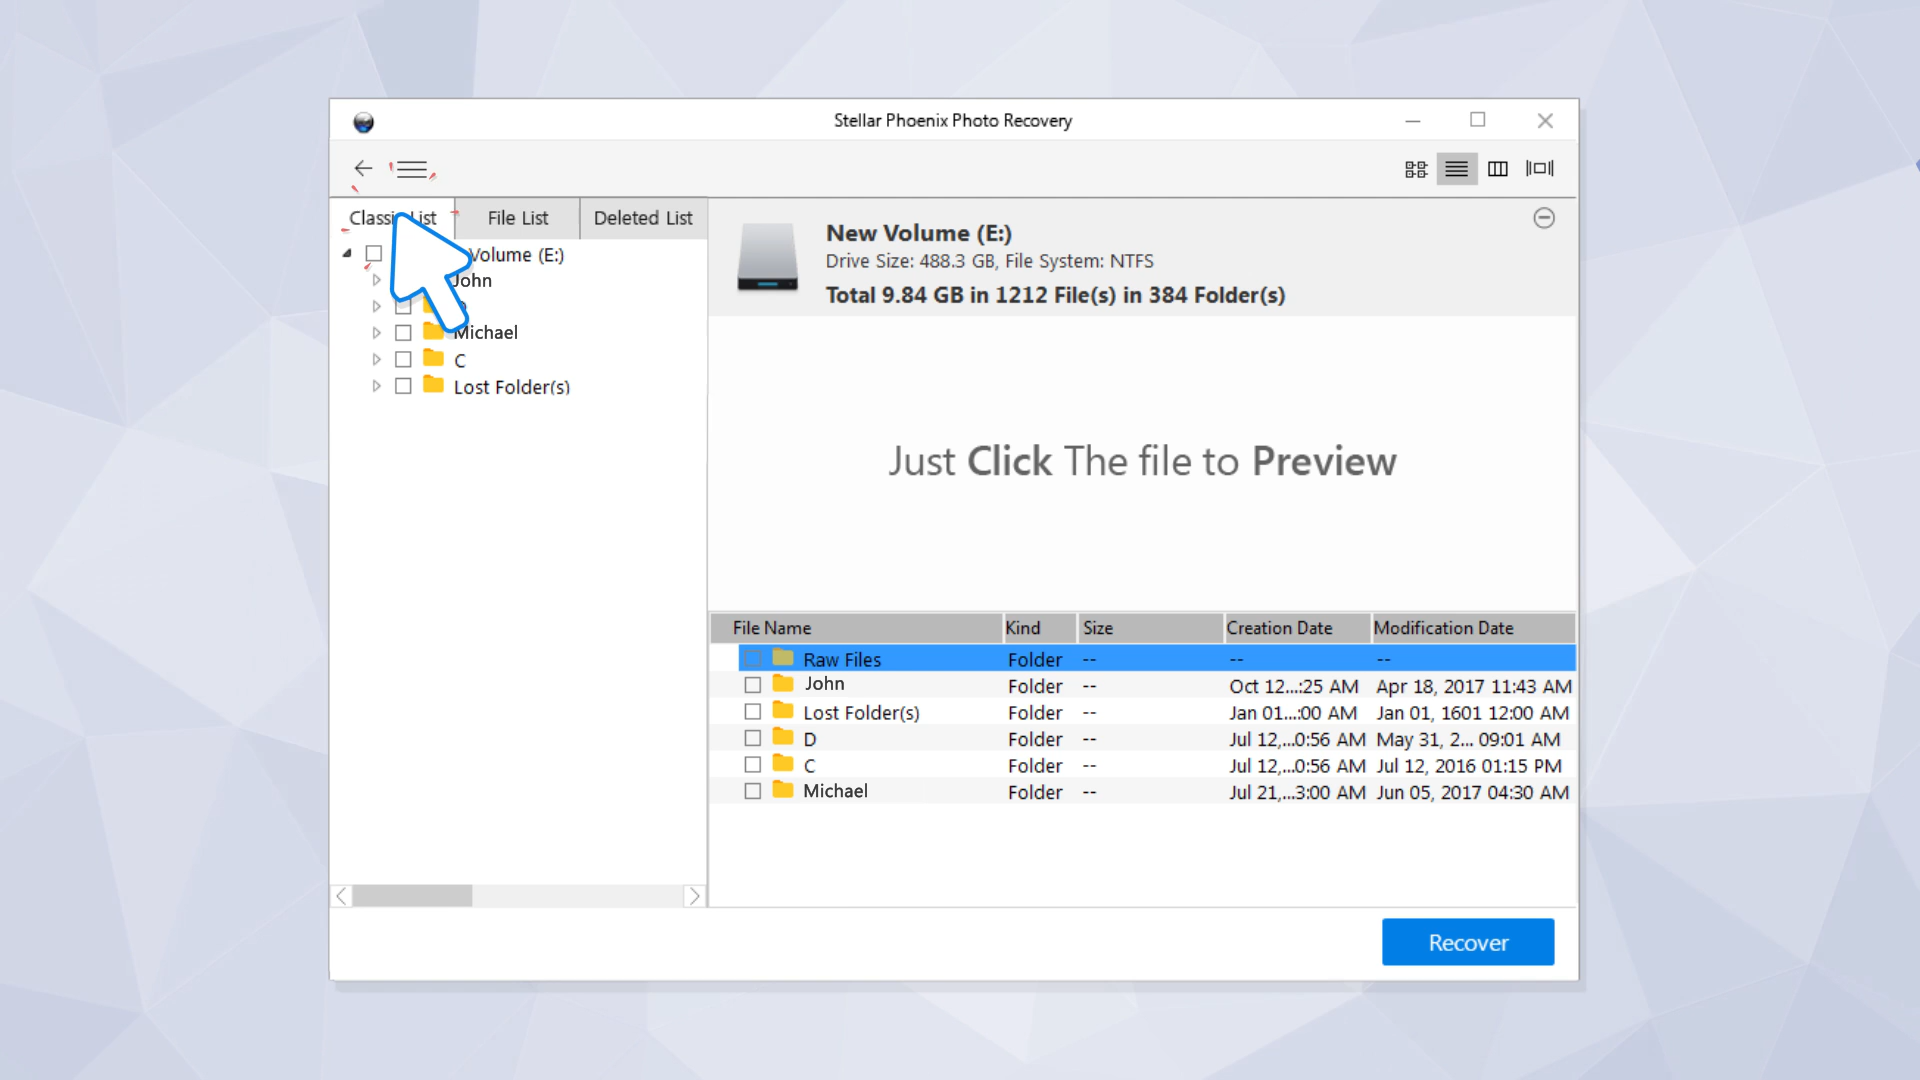 Stellar Phoenix Photo Recovery
File List
Deleted List
Volume (E:)
John
Michael
C
Lost Folder(s)
New Volume (E:)
Drive Size: 488.3 GB, File System: NTFS
Total 9.84 GB in 1212 File(s) in 384 Folder(s)
Just Click The file to Preview
File Name Kind Size Creation Date Modification Date
Raw Files Folder -- -- --
John Folder -- Oct 12...:25 AM Apr 18, 2017 11:43 AM
Lost Folder(s) Folder -- Jan 01...:00 AM Jan 01, 1601 12:00 AM
D Folder -- Jul 12,...0:56 AM May 31, 2... 09:01 AM
C Folder -- Jul 12,...0:56 AM Jul 12, 2016 01:15 PM
Michael Folder -- Jul 21,...3:00 AM Jun 05, 2017 04:30 AM
Recover